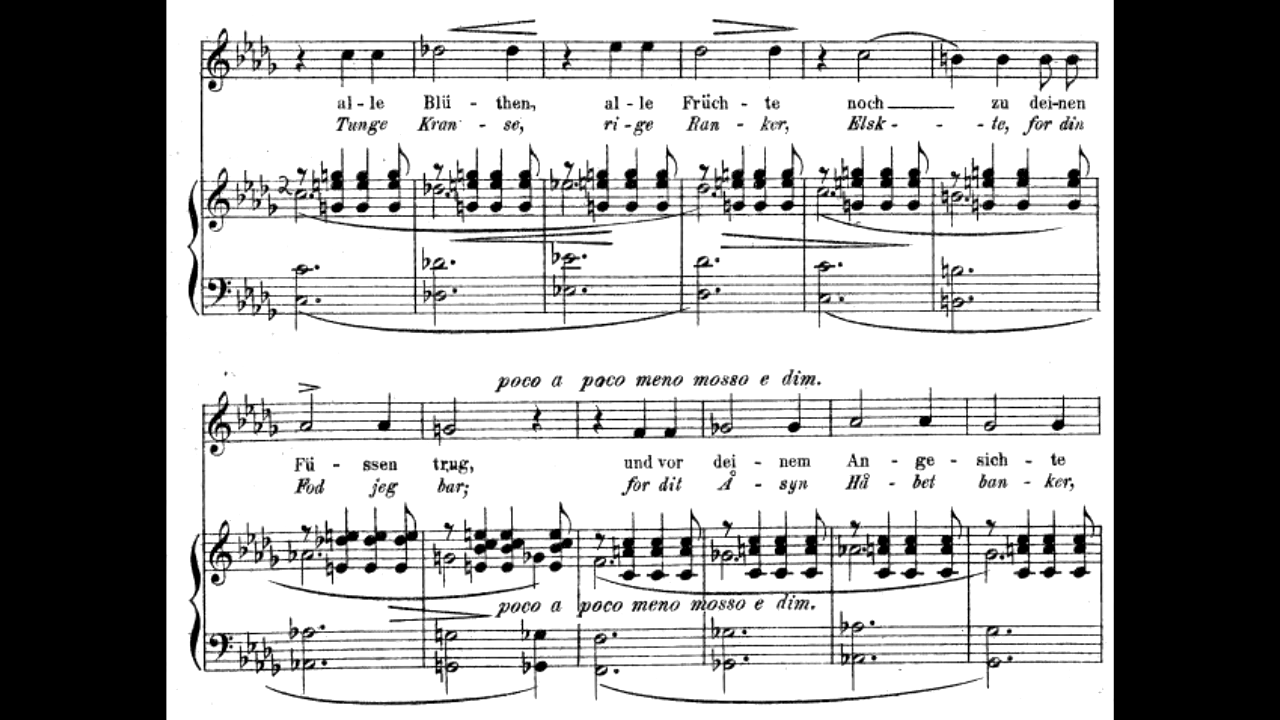 al - le Blü - then, al - le Früch - te noch zu dei-nen
Tunge Kran - se, ri - ge Ran - ker, Elsk - - - te, for din
poco a poco meno mosso e dim.
Fü - ssen trug, und vor dei - nem An - ge - sich - te
Fod jeg bar; for dit Å - syn Hå - bet ban - ker,
poco a poco meno mosso e dim.